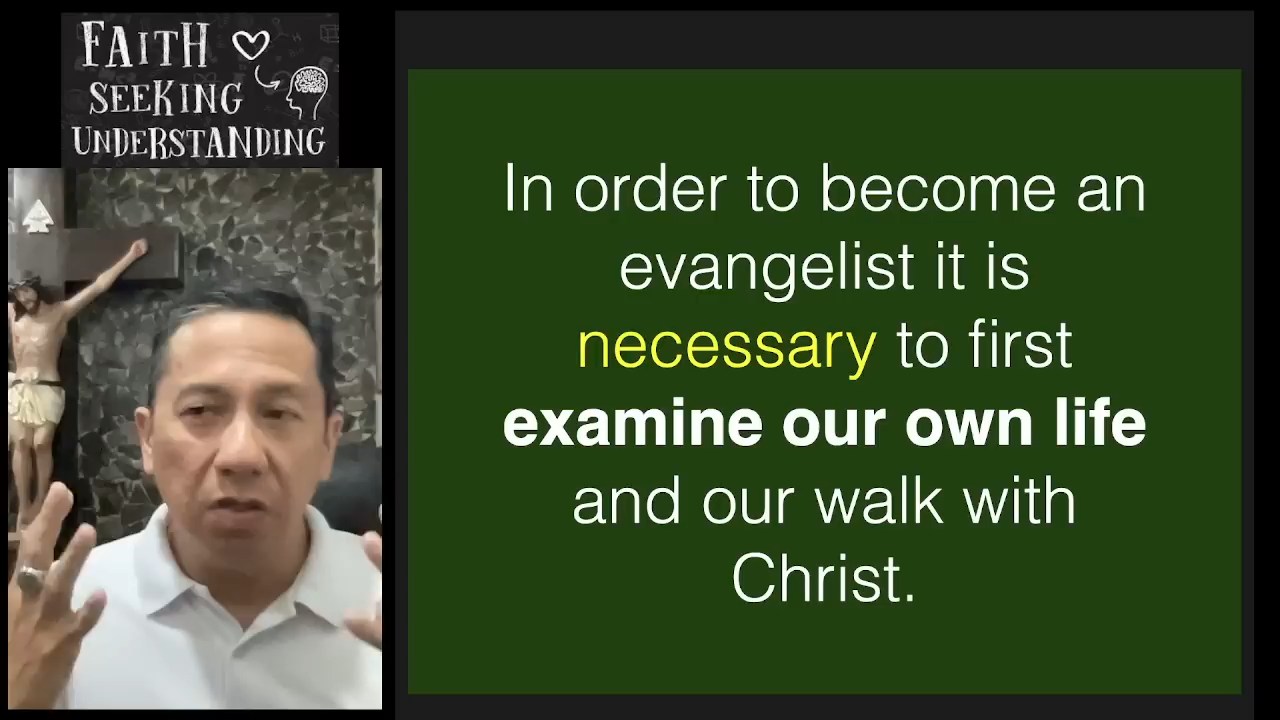 FAITH
SEEKING
UNDERSTANDING
In order to become an
evangelist it is
necessary to first
examine our own life
and our walk with
Christ.